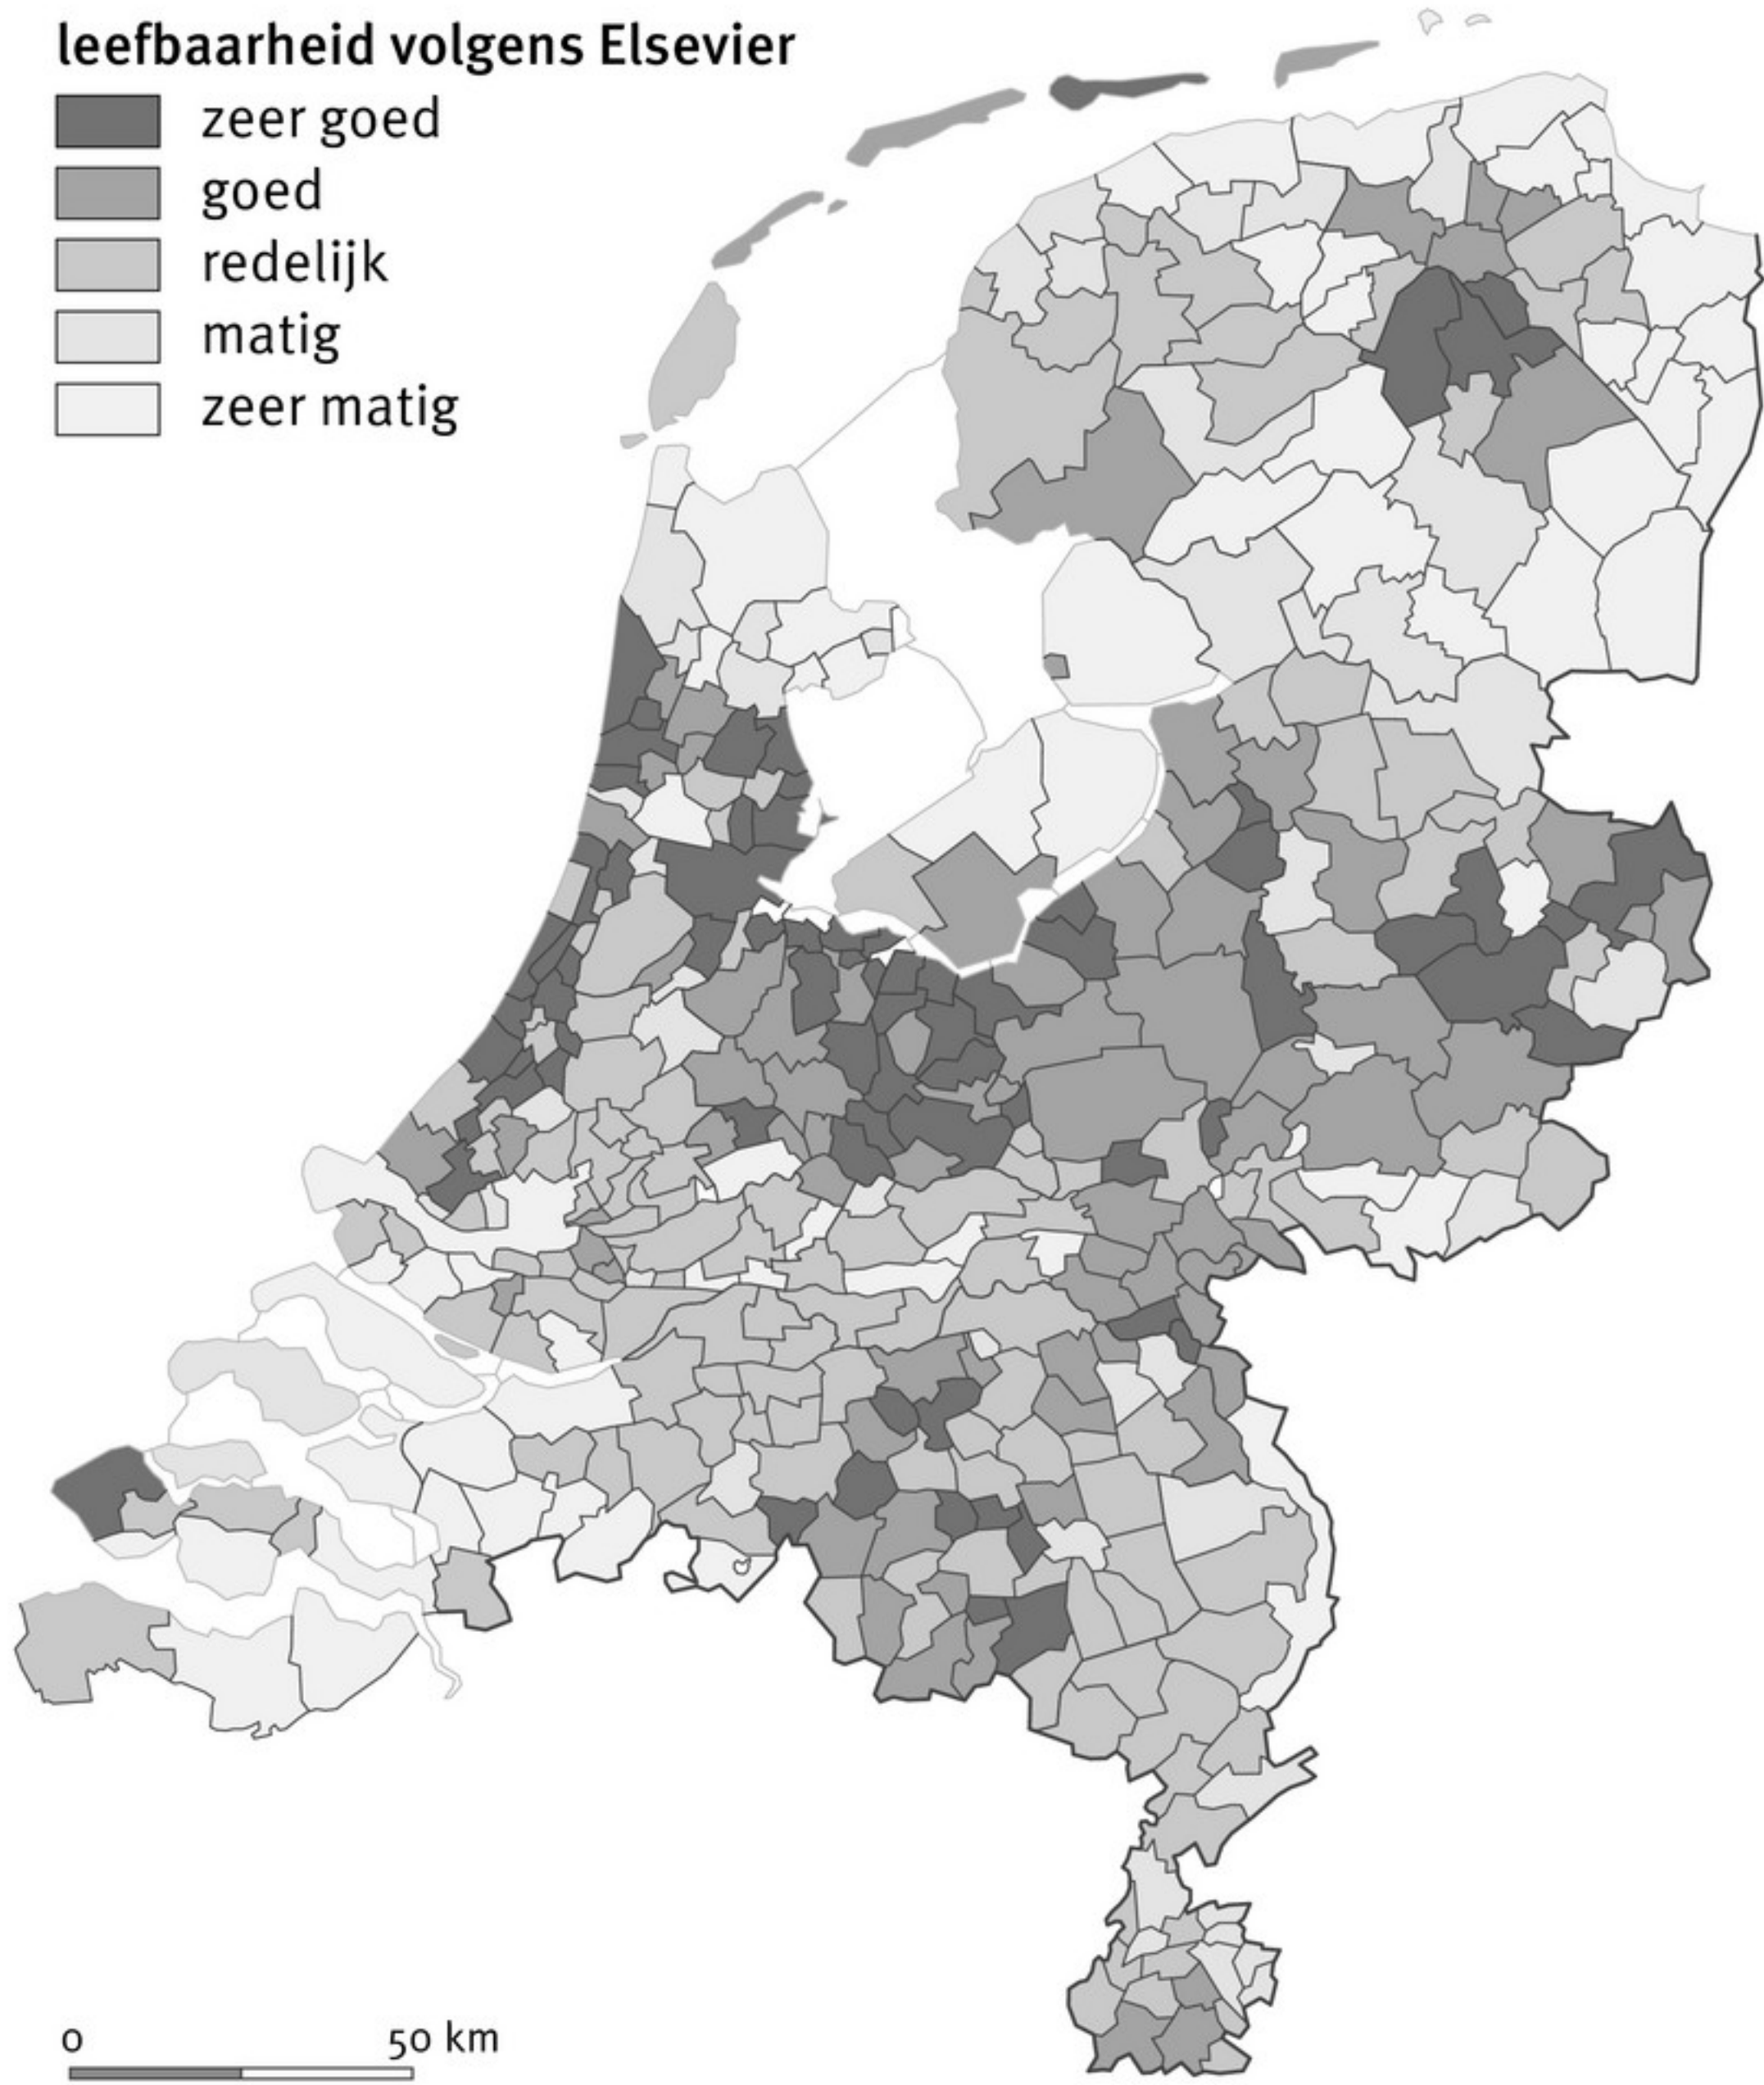 leefbaarheid volgens Elsevier
zeer goed
goed
redelijk
matig
zeer matig
0 50 km